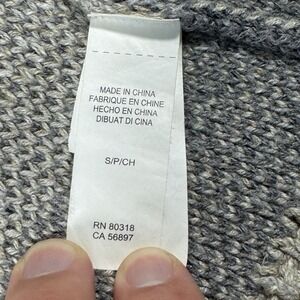 MADE IN CHINA
FABRIQUE EN CHINE
HECHO EN CHINA
DIBUAT DI CINA
S/P/CH
RN 80318
CA 56897